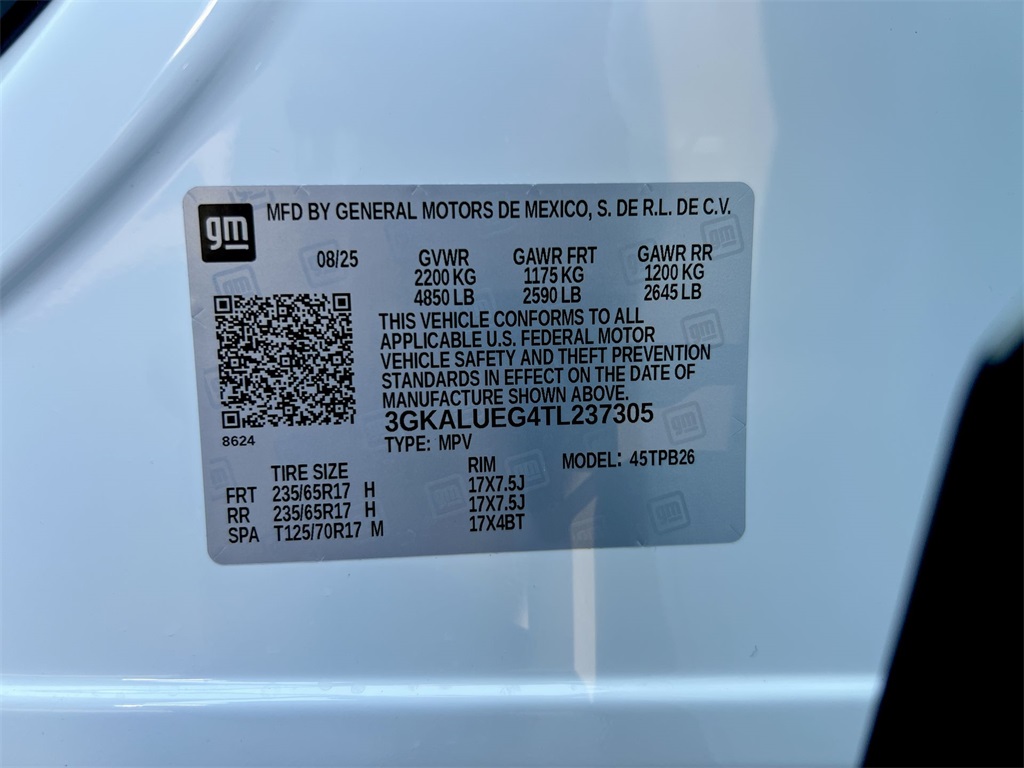 gm
MFD BY GENERAL MOTORS DE MEXICO, S. DE R.L. DE C.V.
08/25 GVWR GAWR FRT GAWR RR
2200 KG 1175 KG 1200 KG
4850 LB 2590 LB 2645 LB
THIS VEHICLE CONFORMS TO ALL
APPLICABLE U.S. FEDERAL MOTOR
VEHICLE SAFETY AND THEFT PREVENTION
STANDARDS IN EFFECT ON THE DATE OF
MANUFACTURE SHOWN ABOVE.
3GKALUEG4TL237305
8624
TYPE: MPV
TIRE SIZE RIM MODEL: 45TPB26
FRT 235/65R17 H 17X7.5J
RR 235/65R17 H 17X7.5J
SPA T125/70R17 M 17X4BT